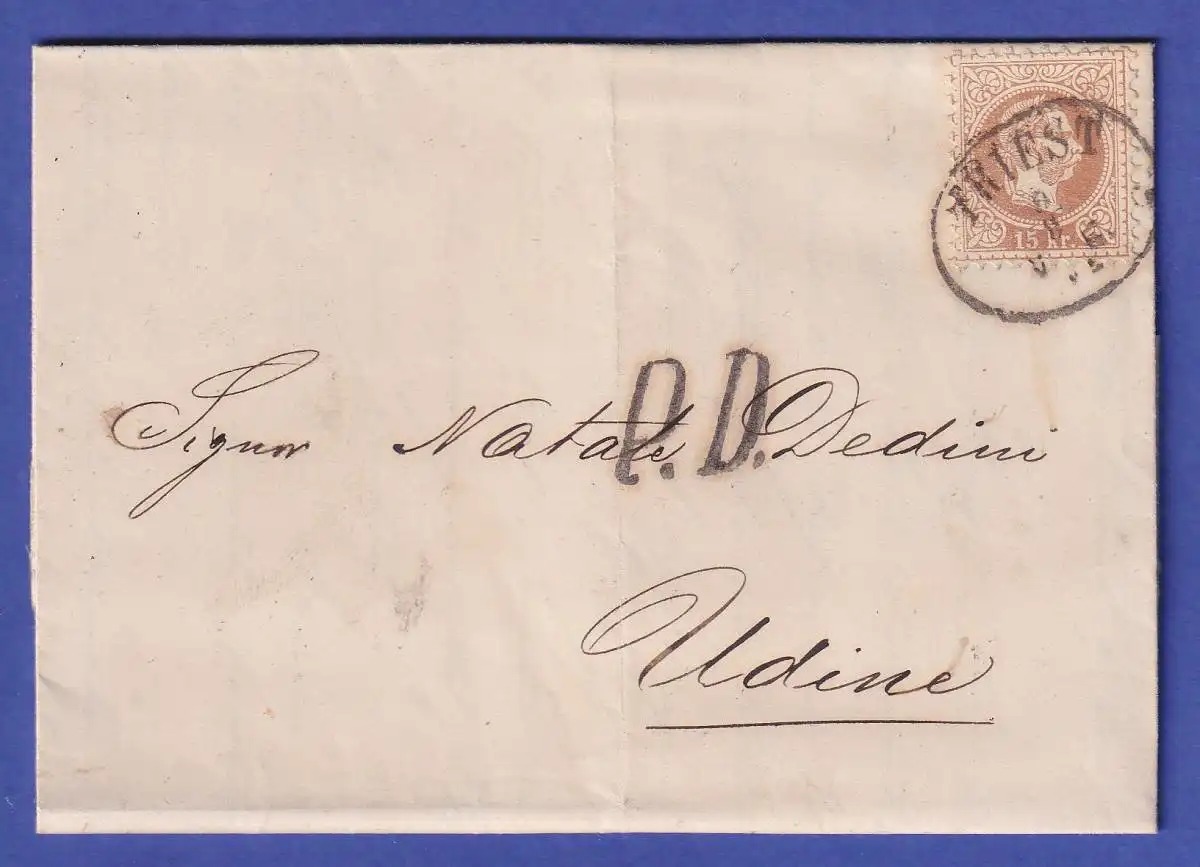 TRIEST
15 Kr.
P.D.
Signor Natale Dedini
Udine